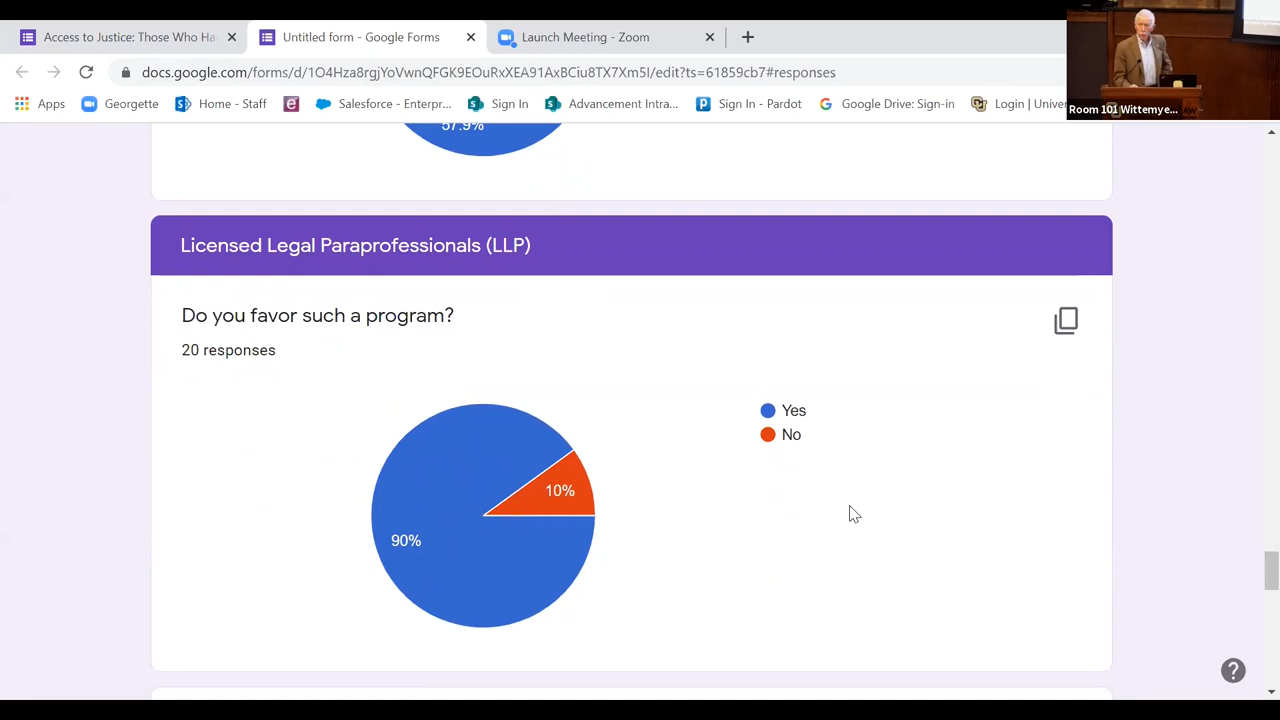 Access to Justice: Those Who Ha
Untitled form - Google Forms
Launch Meeting - Zoom
docs.google.com/forms/d/1O4Hza8rgjYoVwnQFGK9EOuRxXEA91AxBCiu8TX7Xm5I/edit?ts=61859cb7#responses
Apps
Georgette
Home - Staff
Salesforce - Enterpr...
Sign In
Advancement Intra...
Sign In - Pardot
Google Drive: Sign-in
Login | Univer
Room 101 Wittemye...
57.9%
Licensed Legal Paraprofessionals (LLP)
Do you favor such a program?
20 responses
Yes
No
10%
90%